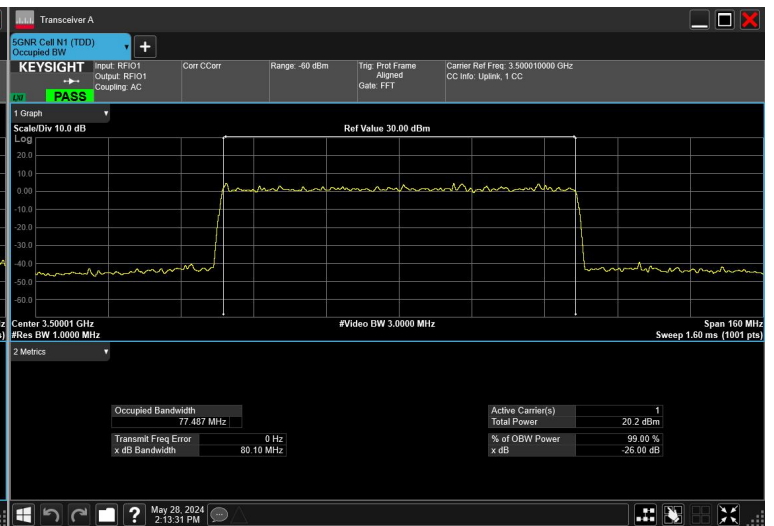 Transceiver A
5GNR Cell N1 (TDD)
Occupied BW
KEYSIGHT
LXI
PASS
Input: RFIO1
Output: RFIO1
Coupling: AC
Corr CCorr
Range: -60 dBm
Trig: Prot Frame
Aligned
Gate: FFT
Carrier Ref Freq: 3.500010000 GHz
CC Info: Uplink, 1 CC
1 Graph
Scale/Div 10.0 dB
Ref Value 30.00 dBm
Log
20.0
10.0
0.00
-10.0
-20.0
-30.0
-40.0
-50.0
-60.0
z Center 3.50001 GHz
#Video BW 3.0000 MHz
Span 160 MHz
s) #Res BW 1.0000 MHz
Sweep 1.60 ms (1001 pts)
2 Metrics
Occupied Bandwidth
77.487 MHz
Active Carrier(s) 1
Total Power 20.2 dBm
Transmit Freq Error 0 Hz
x dB Bandwidth 80.10 MHz
% of OBW Power 99.00 %
x dB -26.00 dB
May 28, 2024
2:13:31 PM